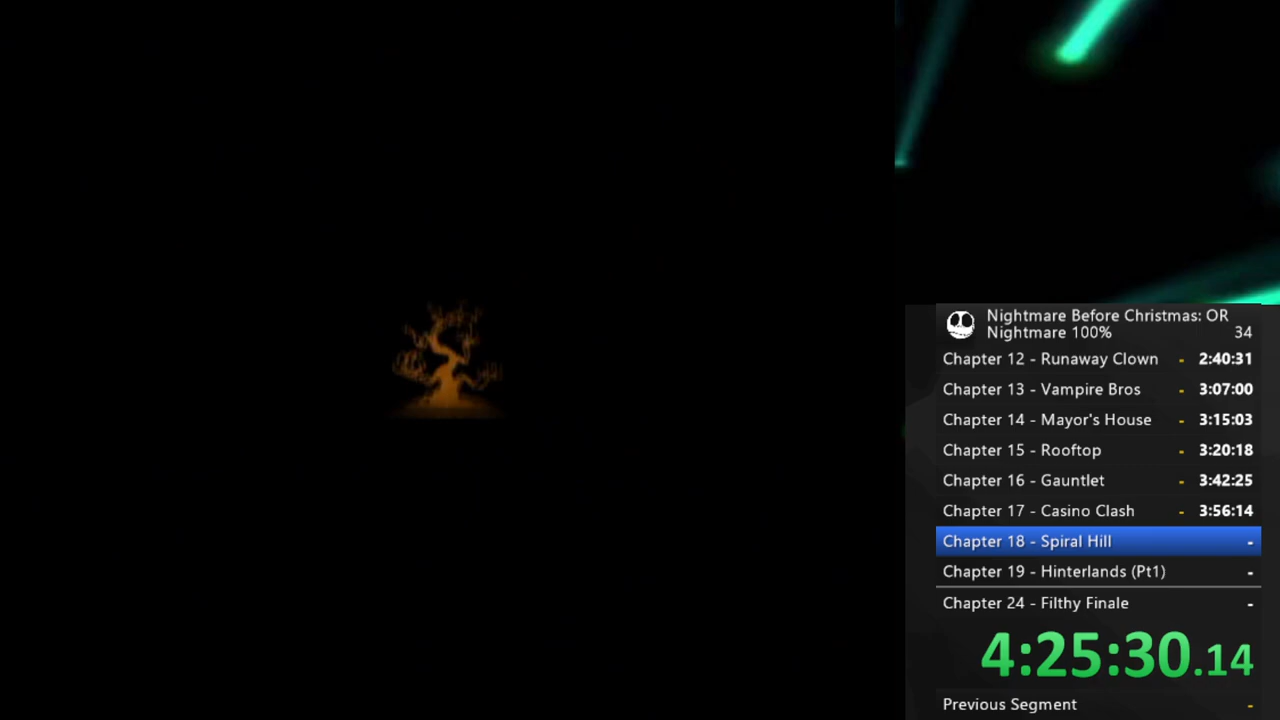 Nightmare Before Christmas: OR
Nightmare 100% 34
Chapter 12 - Runaway Clown - 2:40:31
Chapter 13 - Vampire Bros - 3:07:00
Chapter 14 - Mayor's House - 3:15:03
Chapter 15 - Rooftop - 3:20:18
Chapter 16 - Gauntlet - 3:42:25
Chapter 17 - Casino Clash - 3:56:14
Chapter 18 - Spiral Hill -
Chapter 19 - Hinterlands (Pt1) -
Chapter 24 - Filthy Finale -
4:25:30.14
Previous Segment -